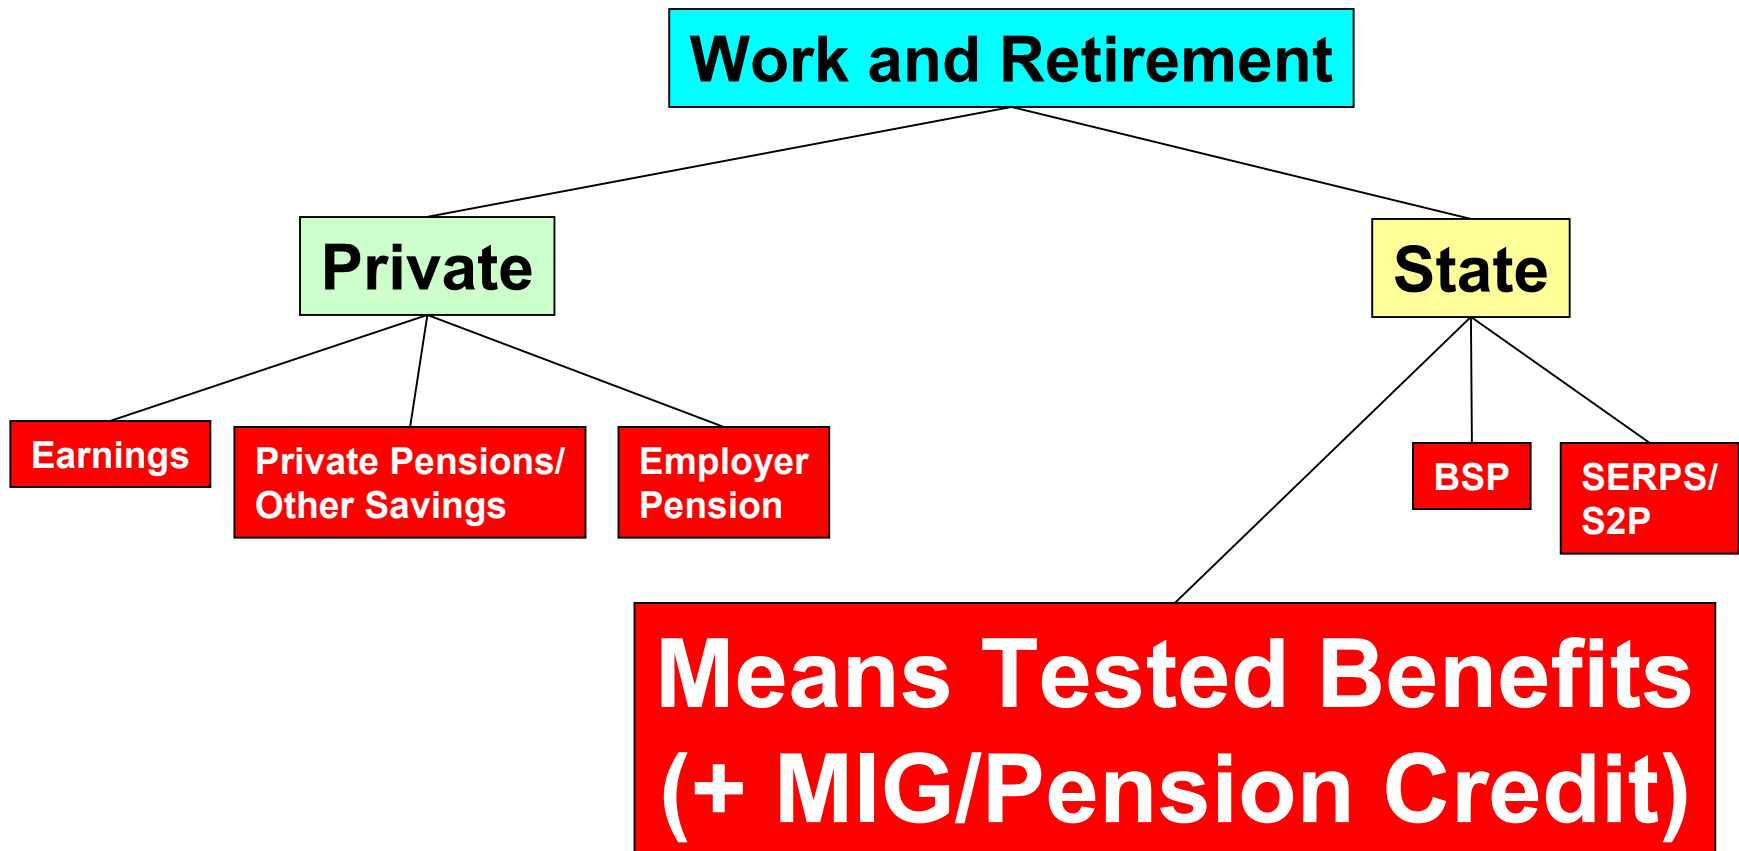 Work and Retirement
Private
State
Earnings
Private Pensions/
Other Savings
Employer
Pension
BSP
SERPS/
S2P
Means Tested Benefits
(+ MIG/Pension Credit)